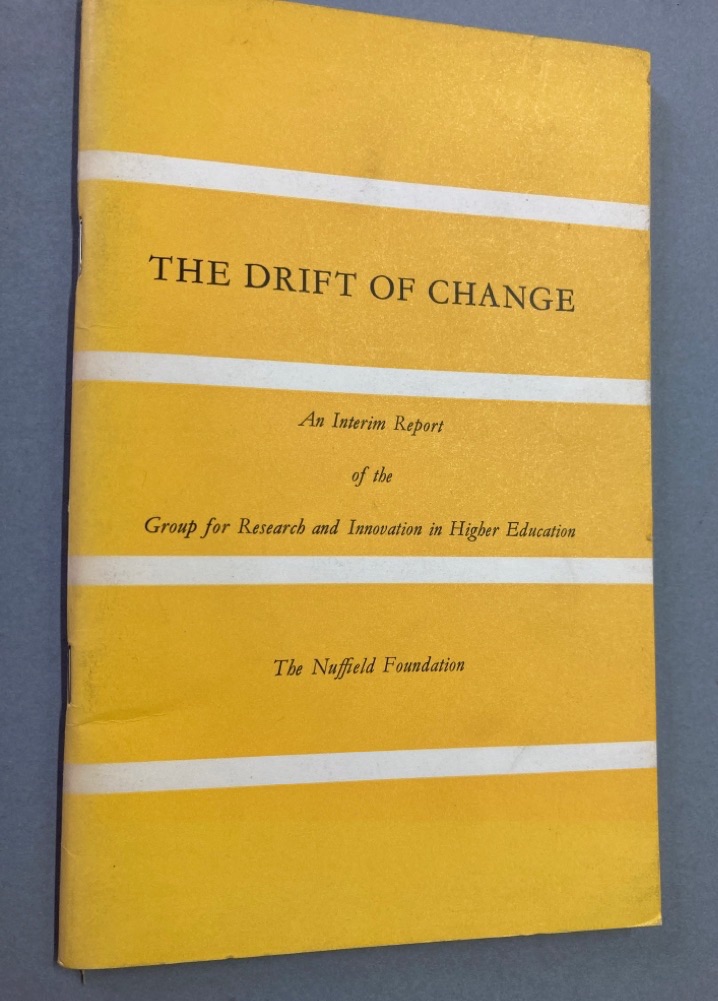 THE DRIFT OF CHANGE
An Interim Report
of the
Group for Research and Innovation in Higher Education
The Nuffield Foundation